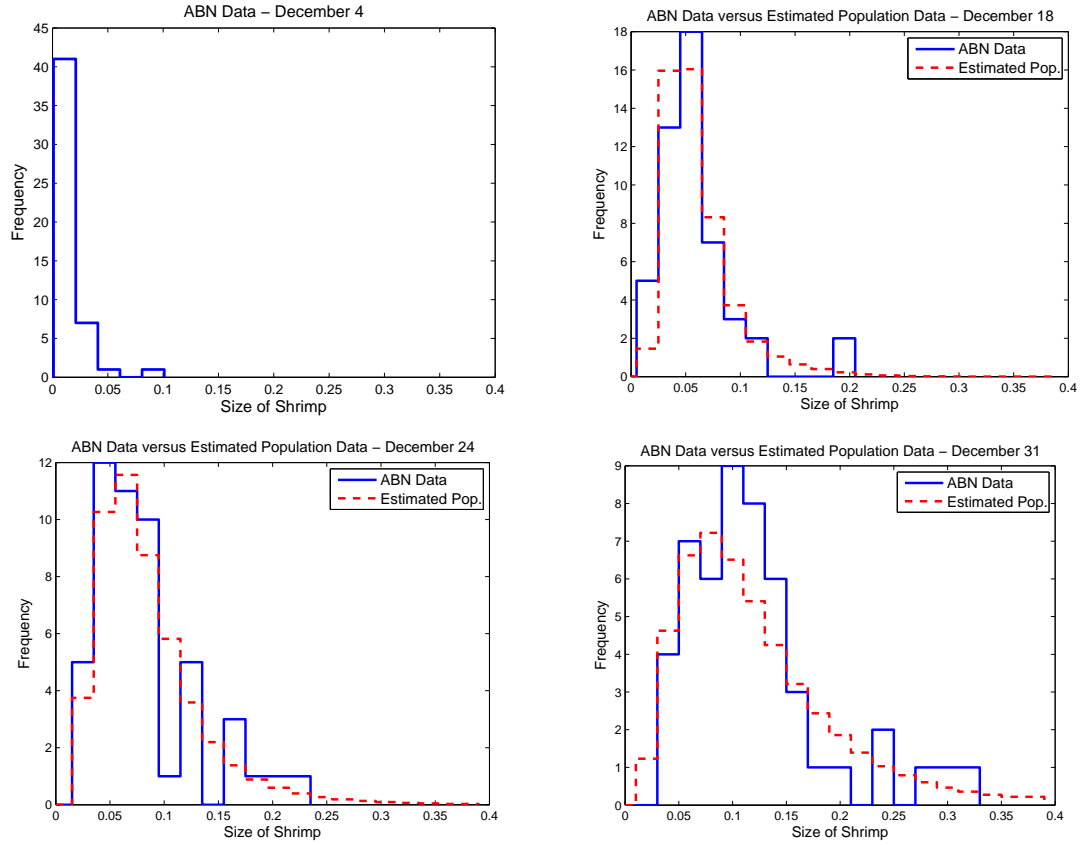 ABN Data – December 4
45
40
35
30
25
20
15
10
5
0
Frequency
0 0.05 0.1 0.15 0.2 0.25 0.3 0.35 0.4
Size of Shrimp
ABN Data versus Estimated Population Data – December 18
ABN Data
Estimated Pop.
18
16
14
12
10
8
6
4
2
0
Frequency
0 0.05 0.1 0.15 0.2 0.25 0.3 0.35 0.4
Size of Shrimp
ABN Data versus Estimated Population Data – December 24
ABN Data
Estimated Pop.
12
10
8
6
4
2
0
Frequency
0 0.05 0.1 0.15 0.2 0.25 0.3 0.35 0.4
Size of Shrimp
ABN Data versus Estimated Population Data – December 31
ABN Data
Estimated Pop.
9
8
7
6
5
4
3
2
1
0
Frequency
0 0.05 0.1 0.15 0.2 0.25 0.3 0.35 0.4
Size of Shrimp